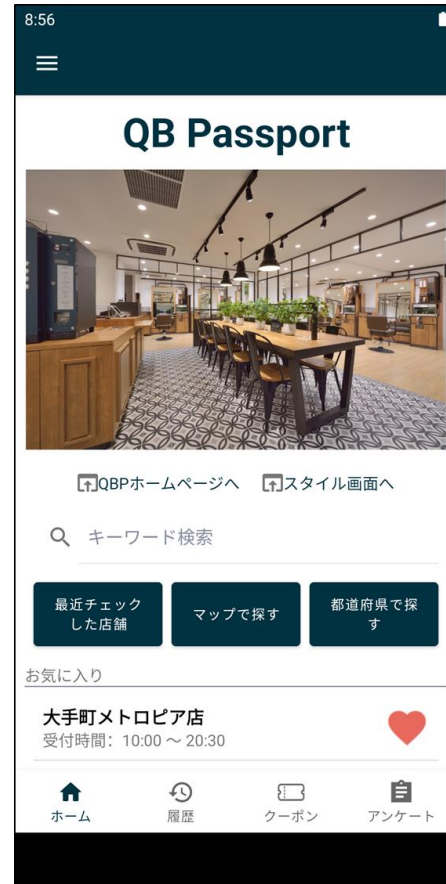 8:56
QB Passport
QBPホームページへ スタイル画面へ
キーワード検索
最近チェック
した店舗
マップで探す
都道府県で探
す
お気に入り
大手町メトロピア店
受付時間：10:00 ～ 20:30
ホーム 履歴 クーポン アンケート